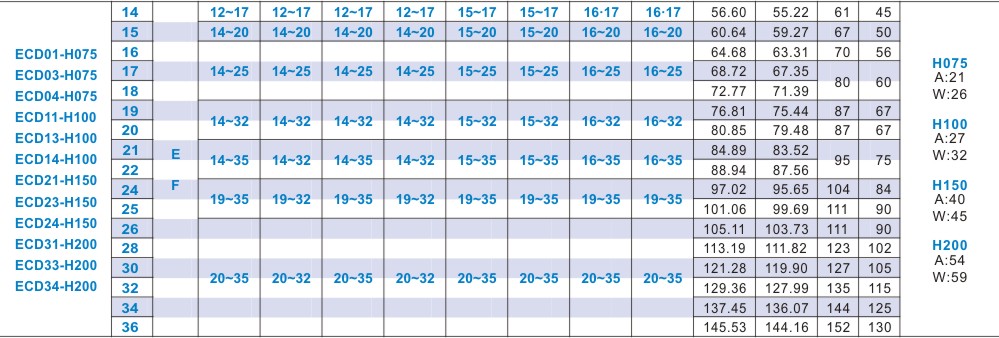 14 12~17 12~17 12~17 12~17 15~17 15~17 16·17 16·17 56.60 55.22 61 45
15 14~20 14~20 14~20 14~20 15~20 15~20 16~20 16~20 60.64 59.27 67 50
ECD01-H075
16 64.68 63.31 70 56
ECD03-H075
17 14~25 14~25 14~25 14~25 15~25 15~25 16~25 16~25 68.72 67.35 80 60
ECD04-H075
18 72.77 71.39
ECD11-H100
19 76.81 75.44 87 67
14~32 14~32 14~32 14~32 15~32 15~32 16~32 16~32
ECD13-H100
20 80.85 79.48 87 67
ECD14-H100
21 84.89 83.52
E
14~35 14~32 14~35 14~32 15~35 15~35 16~35 16~35 95 75
22 88.94 87.56
ECD21-H150
24 97.02 95.65 104 84
F
ECD23-H150
19~35 19~32 19~35 19~32 19~35 19~35 19~35 19~35
25 101.06 99.69 111 90
ECD24-H150
26 105.11 103.73 111 90
ECD31-H200
28 113.19 111.82 123 102
ECD33-H200
30 121.28 119.90 127 105
20~35 20~32 20~35 20~32 20~35 20~35 20~35 20~35
ECD34-H200
32 129.36 127.99 135 115
34 137.45 136.07 144 125
36 145.53 144.16 152 130
H075
A:21
W:26
H100
A:27
W:32
H150
A:40
W:45
H200
A:54
W:59